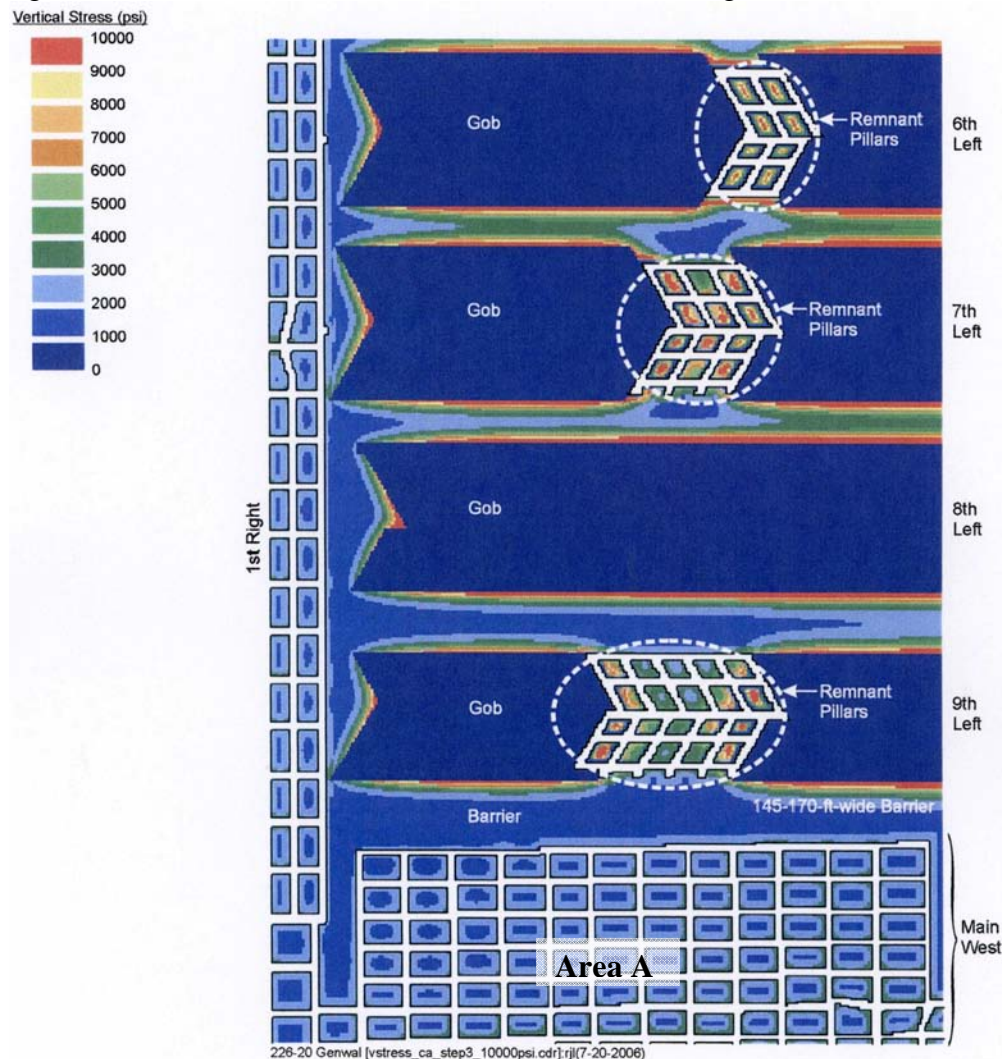 Vertical Stress (psi)
10000
9000
8000
7000
6000
5000
4000
3000
2000
1000
0
Gob
Remnant
Pillars
6th
Left
Gob
Remnant
Pillars
7th
Left
1st Right
Gob
8th
Left
Gob
Remnant
Pillars
9th
Left
Barrier
145-170-ft-wide Barrier
Main
West
Area A
226-20 Genwal [vstress_ca_step3_10000psi.cdr]:rjl(7-20-2006)